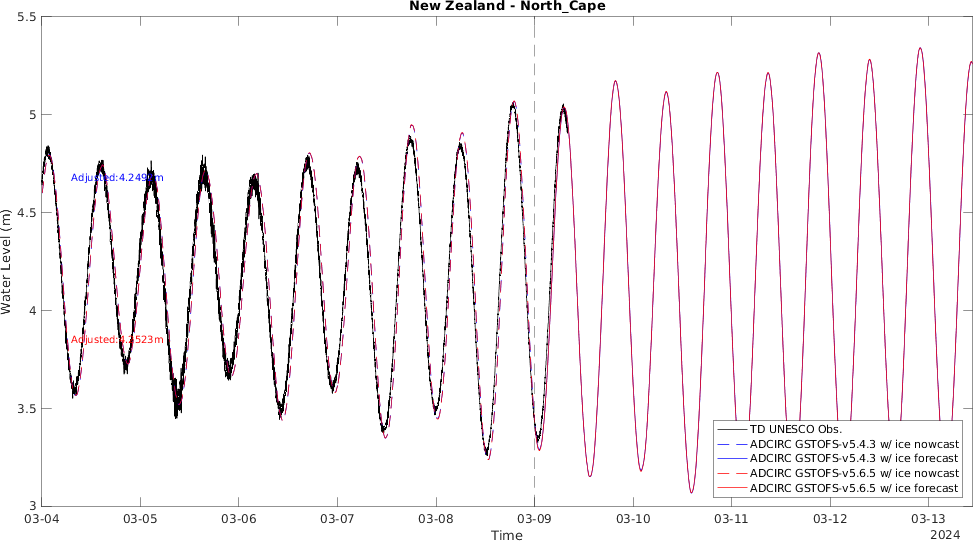 New Zealand - North_Cape
5.5
5
4.5
4
3.5
3
Water Level (m)
Adjusted:4.249 m
Adjusted:4.2523m
TD UNESCO Obs.
ADCIRC GSTOFS-v5.4.3 w/ ice nowcast
ADCIRC GSTOFS-v5.4.3 w/ ice forecast
ADCIRC GSTOFS-v5.6.5 w/ ice nowcast
ADCIRC GSTOFS-v5.6.5 w/ ice forecast
03-04 03-05 03-06 03-07 03-08 03-09 03-10 03-11 03-12 03-13
Time
2024